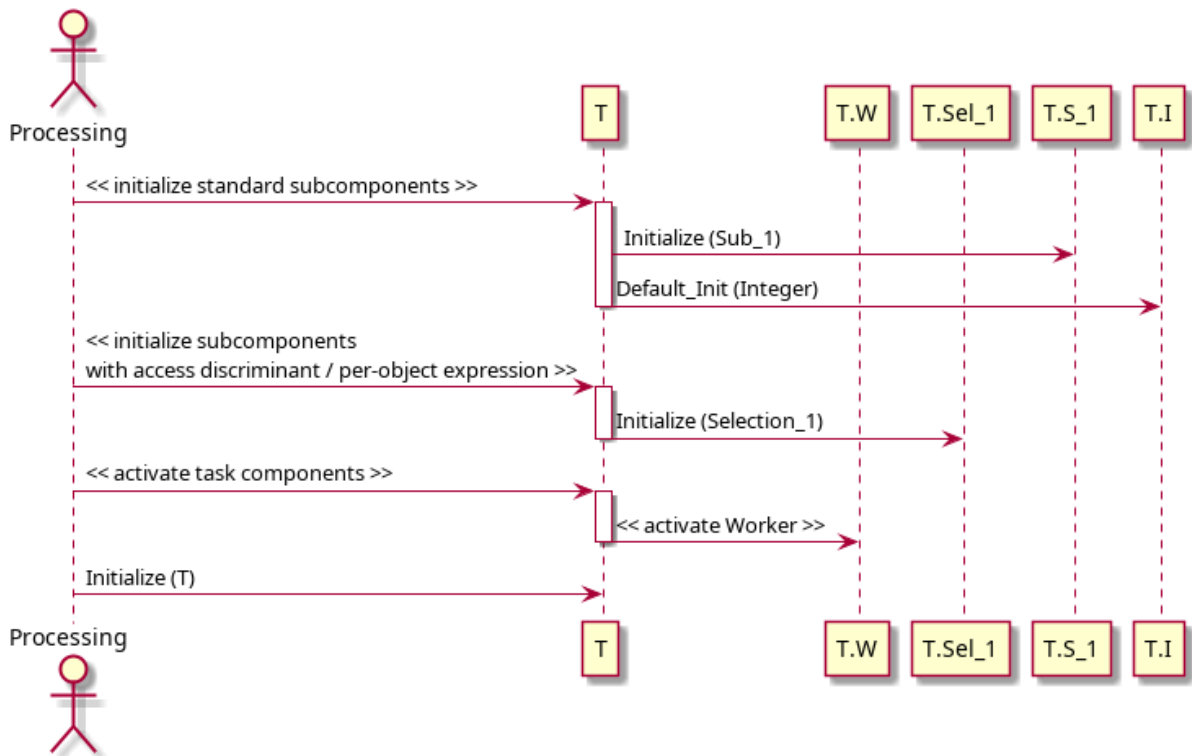 Processing
T
T.W
T.Sel_1
T.S_1
T.I
<< initialize standard subcomponents >>
Initialize (Sub_1)
Default_Init (Integer)
<< initialize subcomponents
with access discriminant / per-object expression >>
Initialize (Selection_1)
<< activate task components >>
<< activate Worker >>
Initialize (T)
Processing
T
T.W
T.Sel_1
T.S_1
T.I